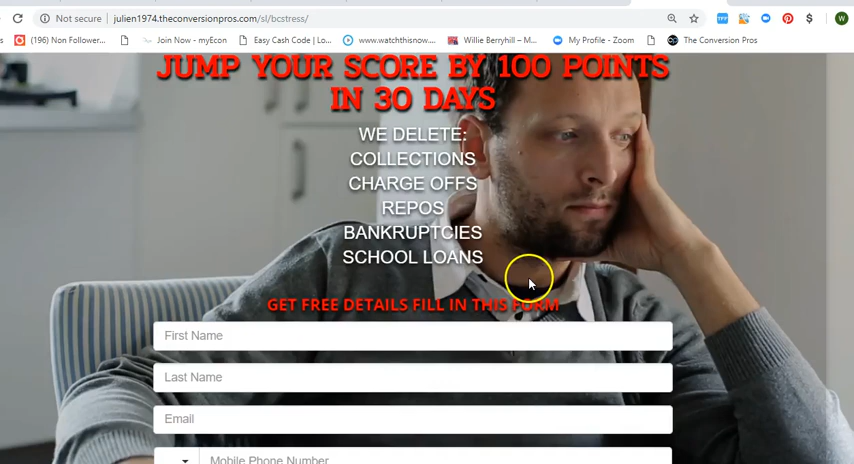 Not secure julien1974.theconversionpros.com/sl/bcstress/
s (196) Non Follower... Join Now - myEcon Easy Cash Code | Lo... www.watchthisnow.... Willie Berryhill – M... My Profile - Zoom The Conversion Pros
JUMP YOUR SCORE BY 100 POINTS
IN 30 DAYS
WE DELETE:
COLLECTIONS
CHARGE OFFS
REPOS
BANKRUPTCIES
SCHOOL LOANS
GET FREE DETAILS FILL IN THIS FORM
First Name
Last Name
Email
Mobile Phone Number